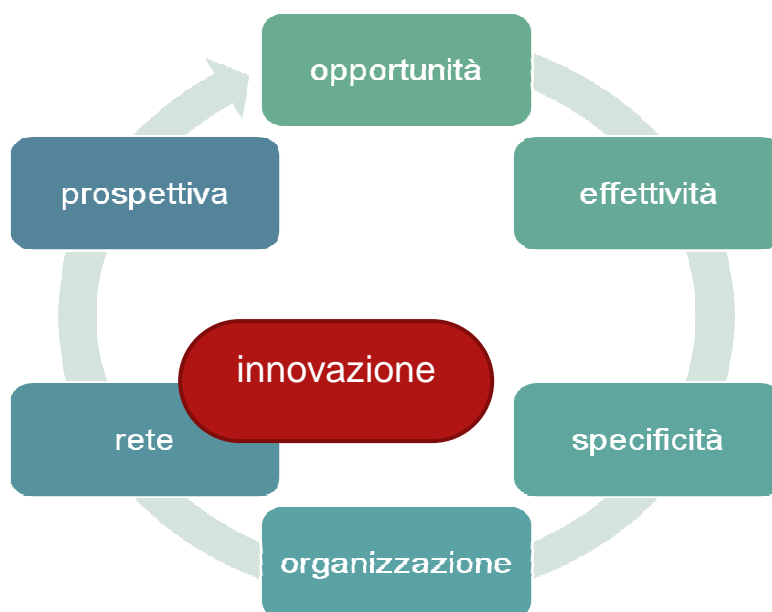 opportunità
effettività
specificità
organizzazione
rete
prospettiva
innovazione